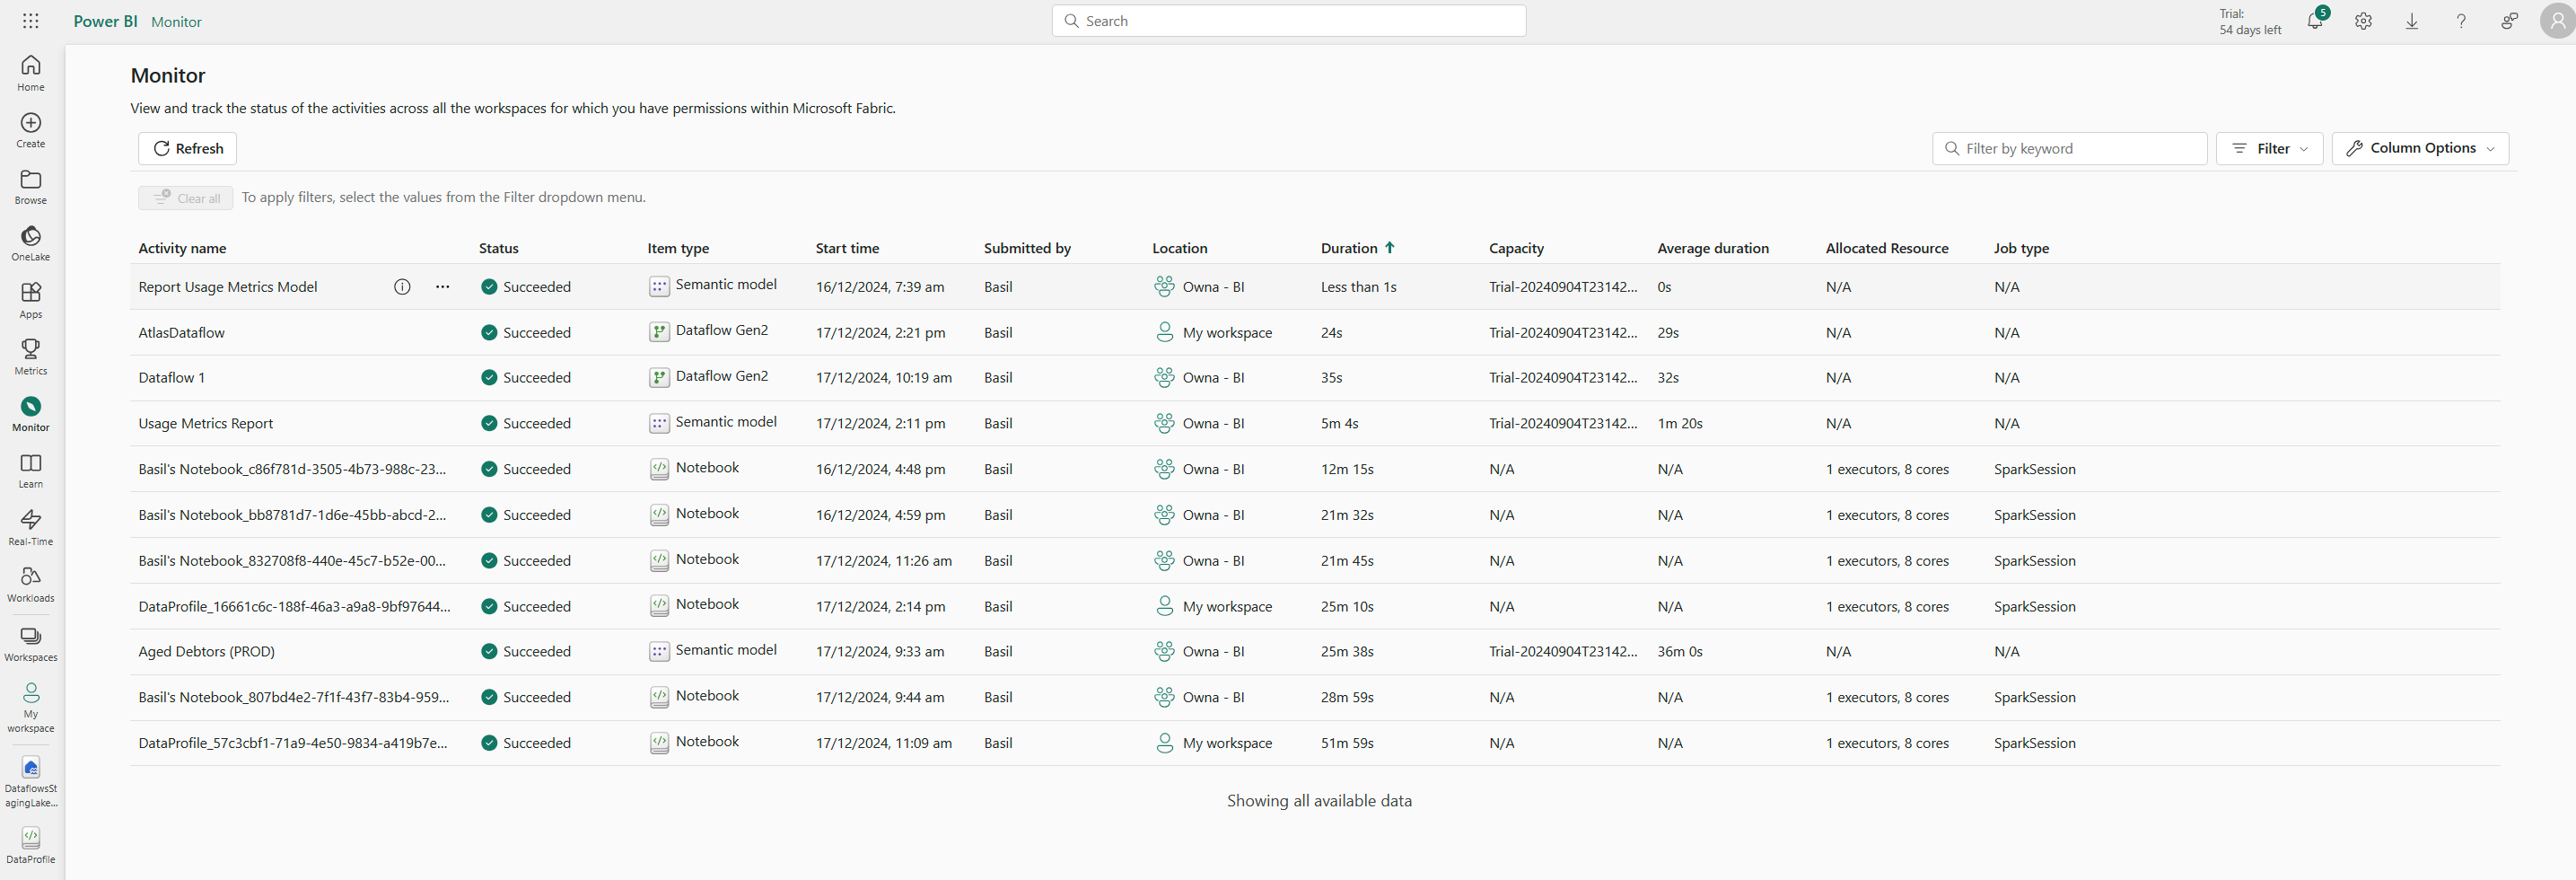 Power BI Monitor
Search
Trial:
54 days left
5
Home
Create
Browse
OneLake
Apps
Metrics
Monitor
Learn
Real-Time
Workloads
Workspaces
My
workspace
DataflowsSt
agingLake...
DataProfile
Monitor
View and track the status of the activities across all the workspaces for which you have permissions within Microsoft Fabric.
Refresh
Filter by keyword
Filter
Column Options
Clear all
To apply filters, select the values from the Filter dropdown menu.
Activity name Status Item type Start time Submitted by Location Duration Capacity Average duration Allocated Resource Job type
Report Usage Metrics Model Succeeded Semantic model 16/12/2024, 7:39 am Basil Owna - BI Less than 1s Trial-20240904T23142... 0s N/A N/A
AtlasDataflow Succeeded Dataflow Gen2 17/12/2024, 2:21 pm Basil My workspace 24s Trial-20240904T23142... 29s N/A N/A
Dataflow 1 Succeeded Dataflow Gen2 17/12/2024, 10:19 am Basil Owna - BI 35s Trial-20240904T23142... 32s N/A N/A
Usage Metrics Report Succeeded Semantic model 17/12/2024, 2:11 pm Basil Owna - BI 5m 4s Trial-20240904T23142... 1m 20s N/A N/A
Basil's Notebook_c86f781d-3505-4b73-988c-23... Succeeded Notebook 16/12/2024, 4:48 pm Basil Owna - BI 12m 15s N/A N/A 1 executors, 8 cores SparkSession
Basil's Notebook_bb8781d7-1d6e-45bb-abcd-2... Succeeded Notebook 16/12/2024, 4:59 pm Basil Owna - BI 21m 32s N/A N/A 1 executors, 8 cores SparkSession
Basil's Notebook_832708f8-440e-45c7-b52e-00... Succeeded Notebook 17/12/2024, 11:26 am Basil Owna - BI 21m 45s N/A N/A 1 executors, 8 cores SparkSession
DataProfile_16661c6c-188f-46a3-a9a8-9bf97644... Succeeded Notebook 17/12/2024, 2:14 pm Basil My workspace 25m 10s N/A N/A 1 executors, 8 cores SparkSession
Aged Debtors (PROD) Succeeded Semantic model 17/12/2024, 9:33 am Basil Owna - BI 25m 38s Trial-20240904T23142... 36m 0s N/A N/A
Basil's Notebook_807bd4e2-7f1f-43f7-83b4-959... Succeeded Notebook 17/12/2024, 9:44 am Basil Owna - BI 28m 59s N/A N/A 1 executors, 8 cores SparkSession
DataProfile_57c3cbf1-71a9-4e50-9834-a419b7e... Succeeded Notebook 17/12/2024, 11:09 am Basil My workspace 51m 59s N/A N/A 1 executors, 8 cores SparkSession
Showing all available data